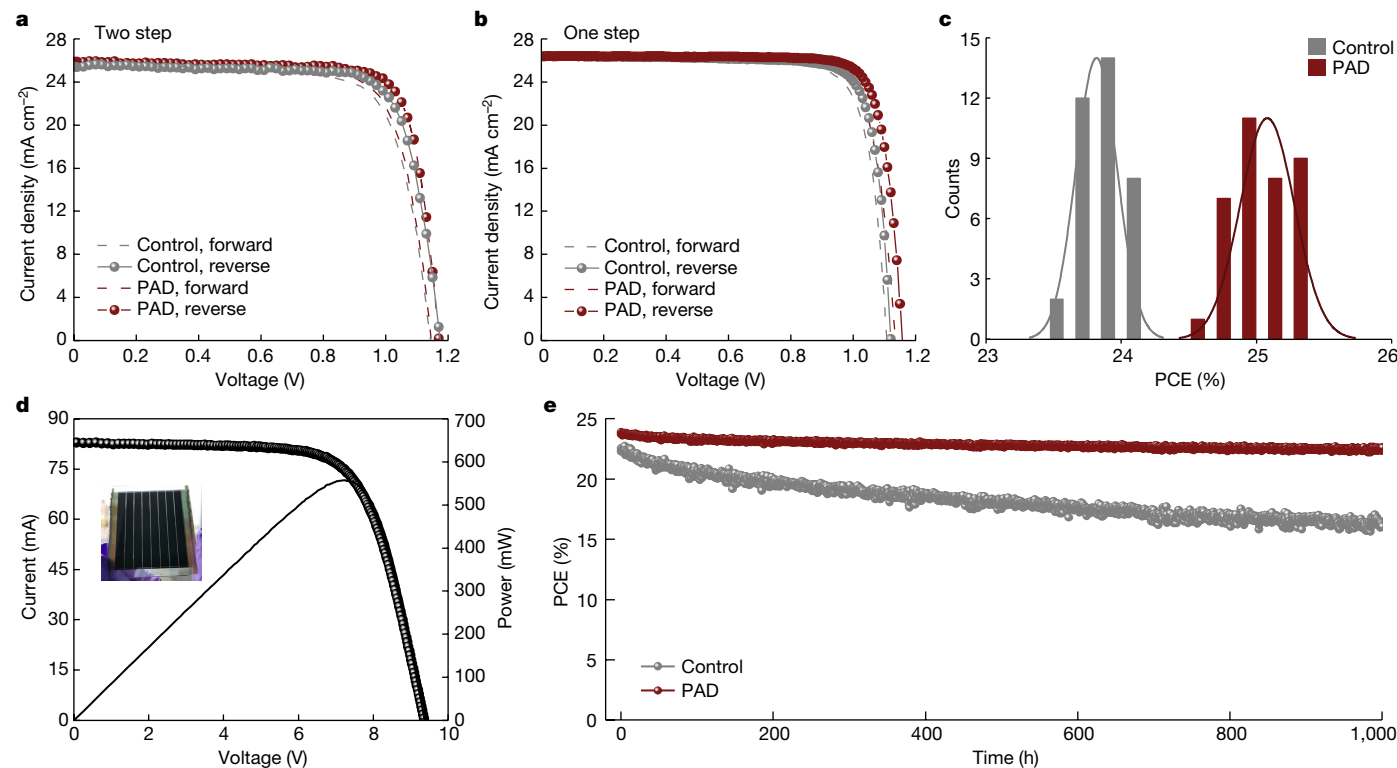 a
Two step
28
24
20
16
12
8
4
0
0
0.2
0.4
0.6
0.8
1.0
1.2
Current density (mA cm⁻²)
Voltage (V)
Control, forward
Control, reverse
PAD, forward
PAD, reverse
b
One step
28
24
20
16
12
8
4
0
0
0.2
0.4
0.6
0.8
1.0
1.2
Current density (mA cm⁻²)
Voltage (V)
Control, forward
Control, reverse
PAD, forward
PAD, reverse
c
Control
PAD
15
12
9
6
3
0
23
24
25
26
Counts
PCE (%)
d
90
75
60
45
30
15
0
700
600
500
400
300
200
100
0
0
2
4
6
8
10
Current (mA)
Power (mW)
Voltage (V)
e
25
20
15
10
5
0
0
200
400
600
800
1,000
PCE (%)
Time (h)
Control
PAD